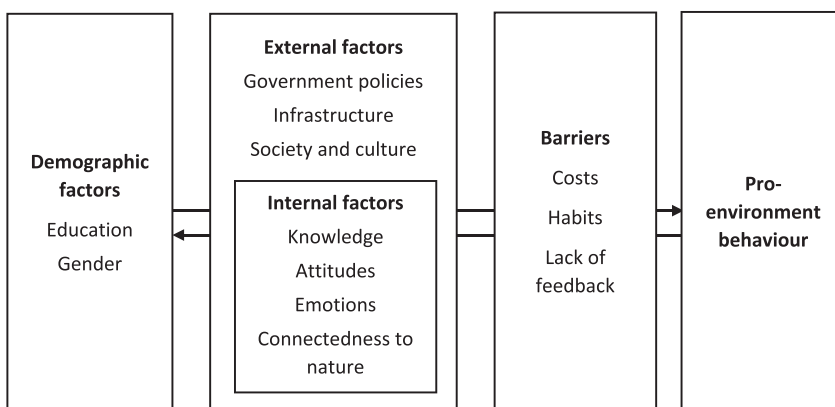 Demographic
factors
Education
Gender
External factors
Government policies
Infrastructure
Society and culture
Internal factors
Knowledge
Attitudes
Emotions
Connectedness to
nature
Barriers
Costs
Habits
Lack of
feedback
Pro-
environment
behaviour